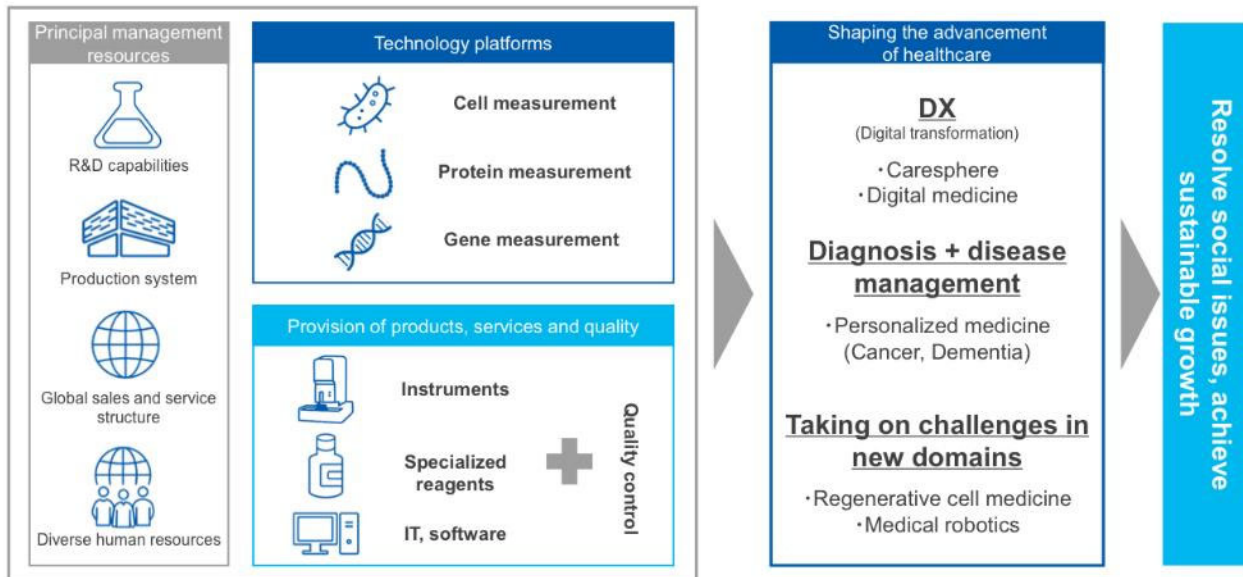 Principal management
resources
R&D capabilities
Production system
Global sales and service
structure
Diverse human resources
Technology platforms
Cell measurement
Protein measurement
Gene measurement
Provision of products, services and quality
Instruments
Specialized
reagents
IT, software
Quality control
Shaping the advancement
of healthcare
DX
(Digital transformation)
・Caresphere
・Digital medicine
Diagnosis + disease
management
・Personalized medicine
(Cancer, Dementia)
Taking on challenges in
new domains
・Regenerative cell medicine
・Medical robotics
Resolve social issues, achieve
sustainable growth